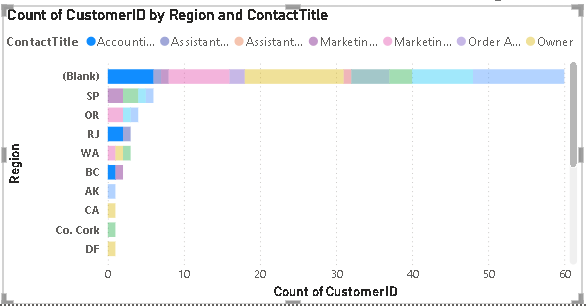 Count of CustomerID by Region and ContactTitle
ContactTitle Accounti... Assistant... Assistant... Marketin... Marketin... Order A... Owner
(Blank)
SP
OR
RJ
WA
BC
AK
CA
Co. Cork
DF
Region
0 10 20 30 40 50 60
Count of CustomerID